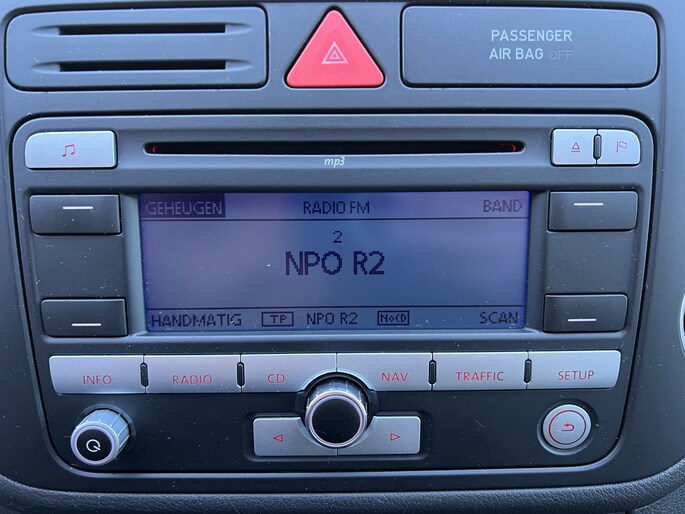 PASSENGER
AIR BAG OFF
mp3
GEHEUGEN RADIO FM BAND
2
NPO R2
HANDMATIG TP NPO R2 NoCD SCAN
INFO RADIO CD NAV TRAFFIC SETUP